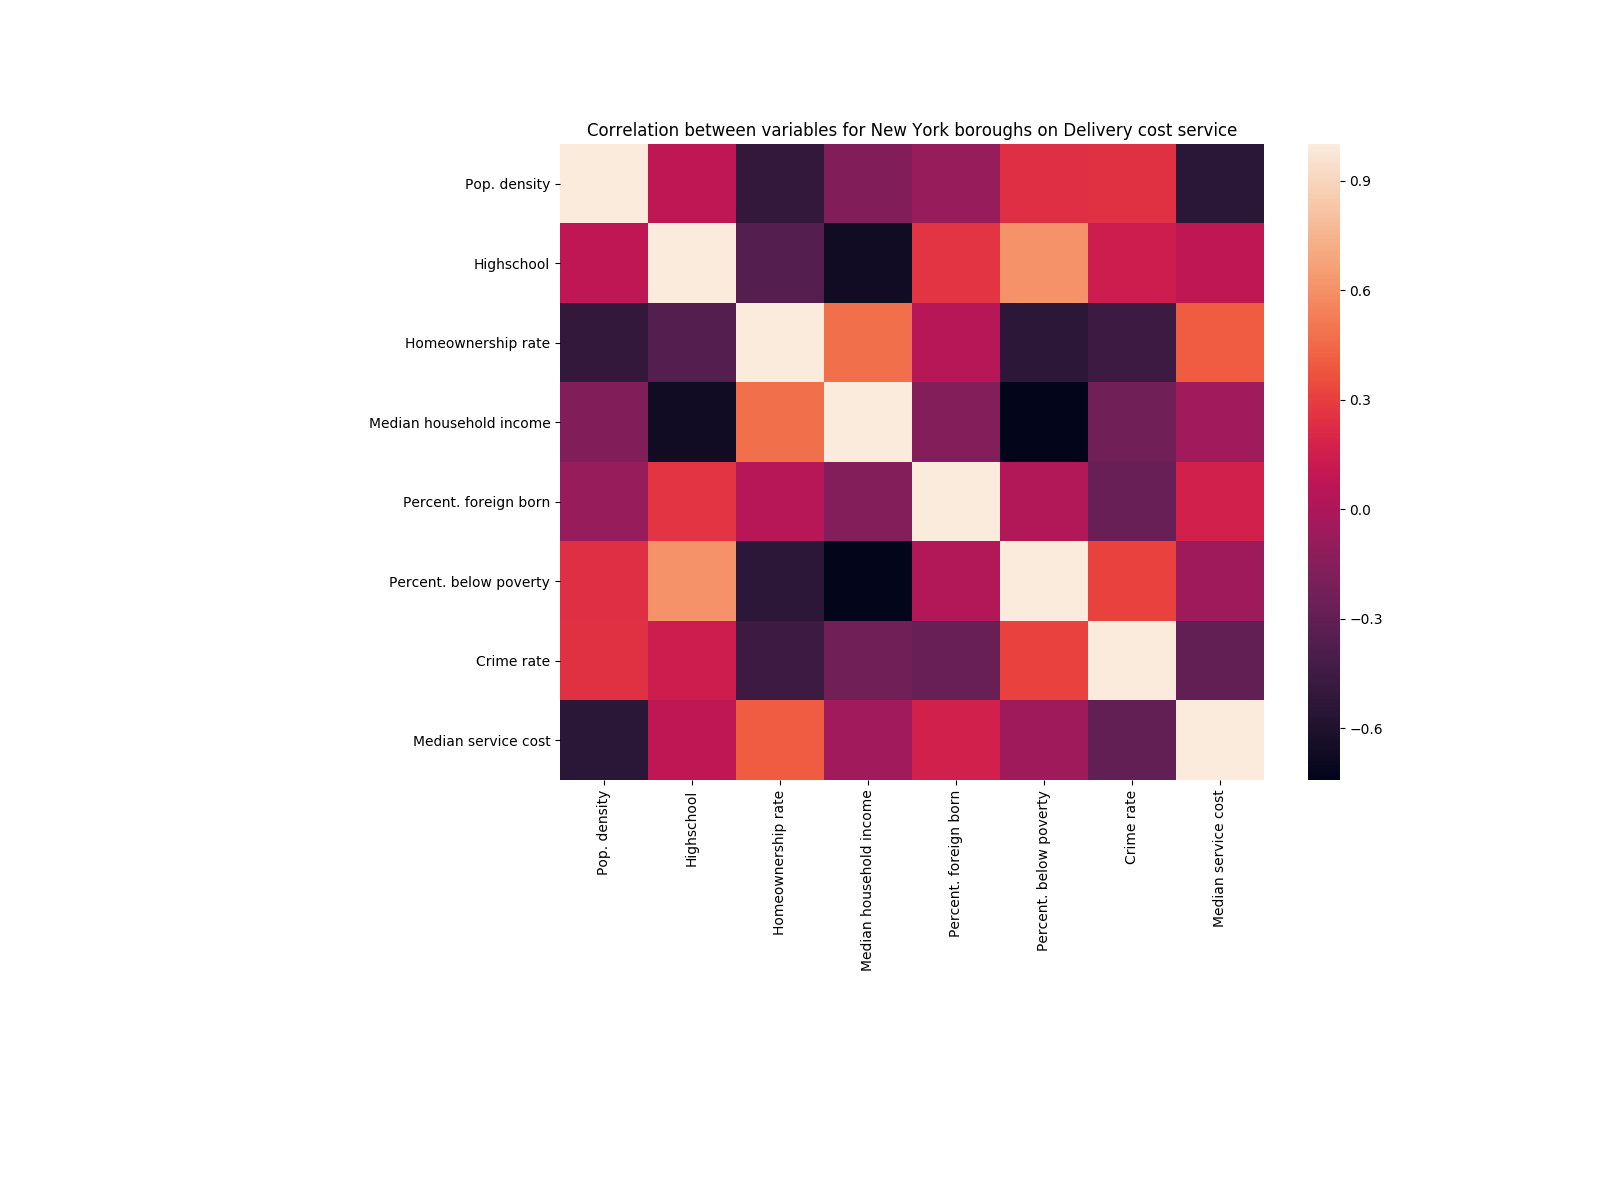 Correlation between variables for New York boroughs on Delivery cost service
Pop. density
Highschool
Homeownership rate
Median household income
Percent. foreign born
Percent. below poverty
Crime rate
Median service cost
Pop. density
Highschool
Homeownership rate
Median household income
Percent. foreign born
Percent. below poverty
Crime rate
Median service cost
0.9
0.6
0.3
0.0
−0.3
−0.6